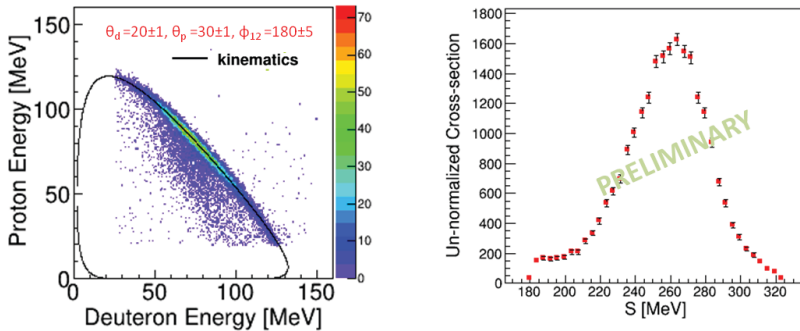 θd=20±1, θp=30±1, ϕ12=180±5
kinematics
Proton Energy [MeV]
150
100
50
0
0 50 100 150
Deuteron Energy [MeV]
70
60
50
40
30
20
10
0
Un-normalized Cross-section
1800
1600
1400
1200
1000
800
600
400
200
0
180 200 220 240 260 280 300 320
S [MeV]
PRELIMINARY